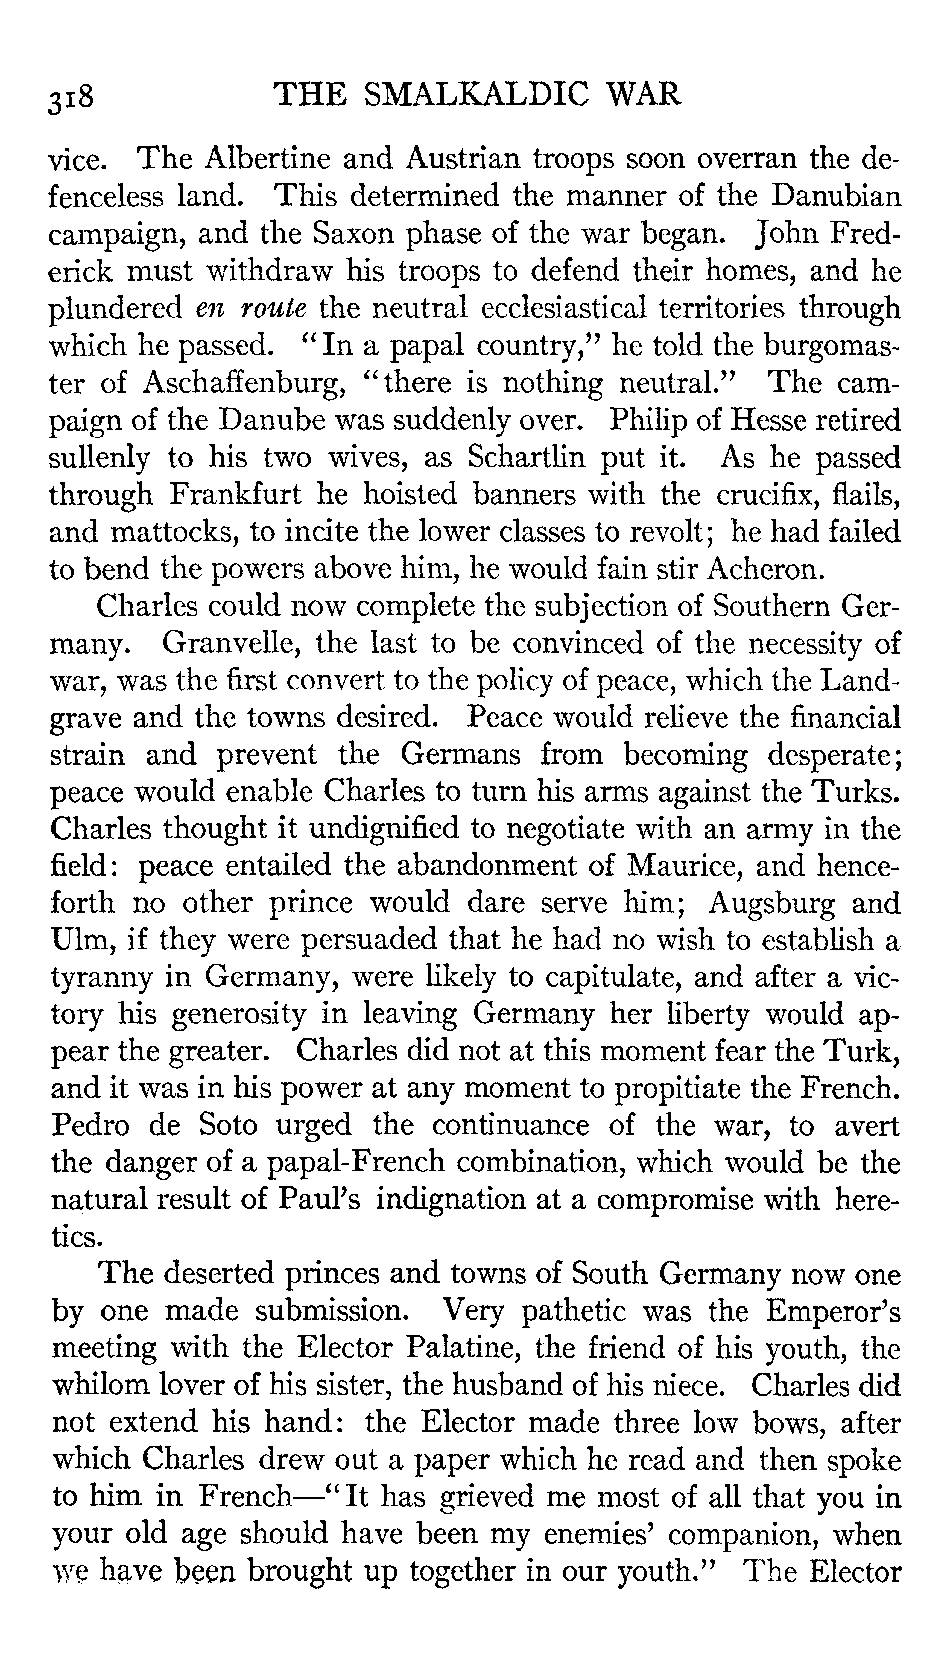 318 THE SMALKALDIC WAR
vice. The Albertine and Austrian troops soon overran the de-
fenceless land. This determined the manner of the Danubian
campaign, and the Saxon phase of the war began. John Fred-
erick must withdraw his troops to defend their homes, and he
plundered en route the neutral ecclesiastical territories through
which he passed. "In a papal country," he told the burgomas-
ter of Aschaffenburg, "there is nothing neutral." The cam-
paign of the Danube was suddenly over. Philip of Hesse retired
sullenly to his two wives, as Schartlin put it. As he passed
through Frankfurt he hoisted banners with the crucifix, flails,
and mattocks, to incite the lower classes to revolt; he had failed
to bend the powers above him, he would fain stir Acheron.
Charles could now complete the subjection of Southern Ger-
many. Granvelle, the last to be convinced of the necessity of
war, was the first convert to the policy of peace, which the Land-
grave and the towns desired. Peace would relieve the financial
strain and prevent the Germans from becoming desperate;
peace would enable Charles to turn his arms against the Turks.
Charles thought it undignified to negotiate with an army in the
field: peace entailed the abandonment of Maurice, and hence-
forth no other prince would dare serve him; Augsburg and
Ulm, if they were persuaded that he had no wish to establish a
tyranny in Germany, were likely to capitulate, and after a vic-
tory his generosity in leaving Germany her liberty would ap-
pear the greater. Charles did not at this moment fear the Turk,
and it was in his power at any moment to propitiate the French.
Pedro de Soto urged the continuance of the war, to avert
the danger of a papal-French combination, which would be the
natural result of Paul's indignation at a compromise with here-
tics.
The deserted princes and towns of South Germany now one
by one made submission. Very pathetic was the Emperor's
meeting with the Elector Palatine, the friend of his youth, the
whilom lover of his sister, the husband of his niece. Charles did
not extend his hand: the Elector made three low bows, after
which Charles drew out a paper which he read and then spoke
to him in French—"It has grieved me most of all that you in
your old age should have been my enemies' companion, when
we have been brought up together in our youth." The Elector